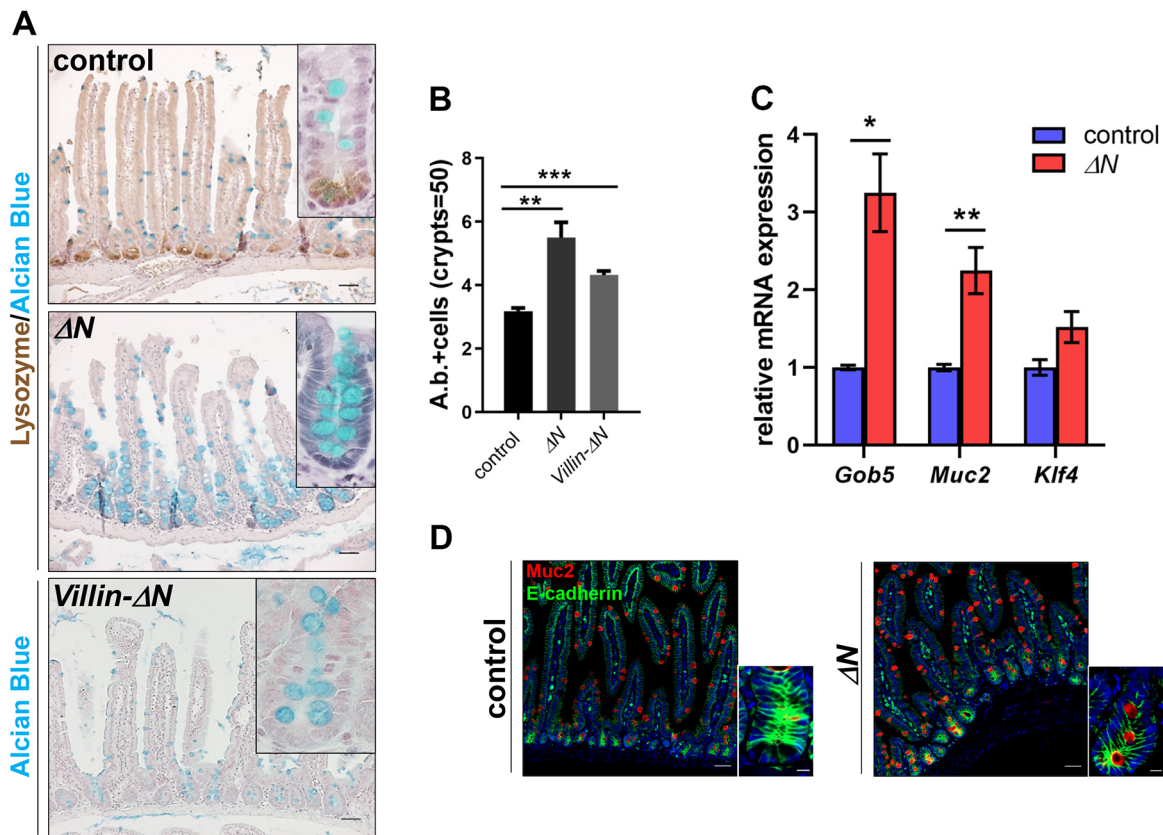 A
Lysozyme/Alcian Blue
control
ΔN
Alcian Blue
Villin-ΔN
B
A.b.+cells (crypts=50)
8
6
4
2
0
***
**
control
ΔN
Villin-ΔN
C
relative mRNA expression
4
3
2
1
0
*
**
control
ΔN
Gob5 Muc2 Klf4
D
control
Muc2
E-cadherin
ΔN